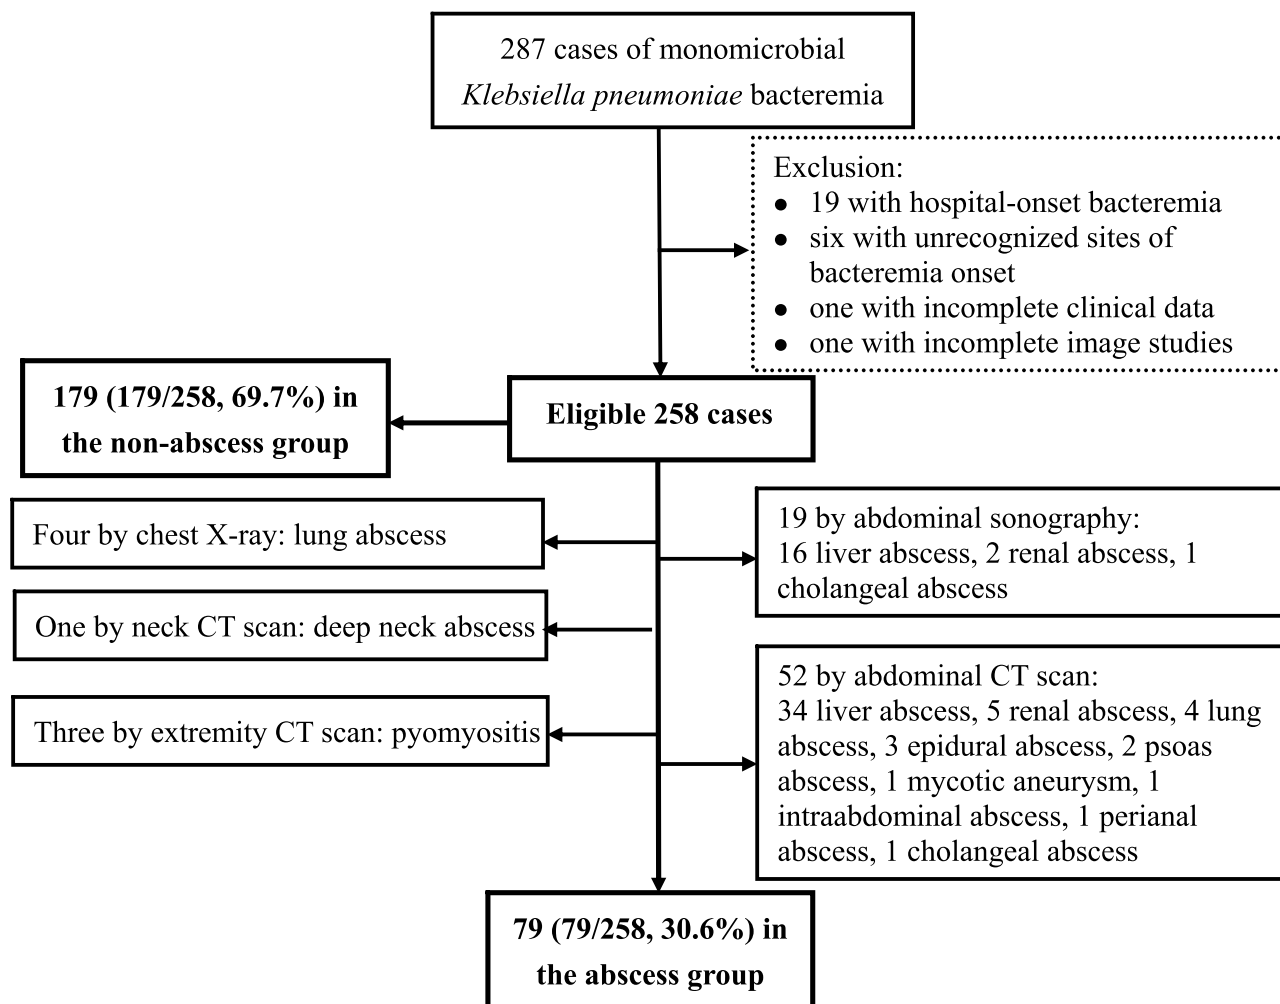 287 cases of monomicrobial
Klebsiella pneumoniae bacteremia
Exclusion:
● 19 with hospital-onset bacteremia
● six with unrecognized sites of
bacteremia onset
● one with incomplete clinical data
● one with incomplete image studies
179 (179/258, 69.7%) in
the non-abscess group
Eligible 258 cases
Four by chest X-ray: lung abscess
19 by abdominal sonography:
16 liver abscess, 2 renal abscess, 1
cholangeal abscess
One by neck CT scan: deep neck abscess
Three by extremity CT scan: pyomyositis
52 by abdominal CT scan:
34 liver abscess, 5 renal abscess, 4 lung
abscess, 3 epidural abscess, 2 psoas
abscess, 1 mycotic aneurysm, 1
intraabdominal abscess, 1 perianal
abscess, 1 cholangeal abscess
79 (79/258, 30.6%) in
the abscess group